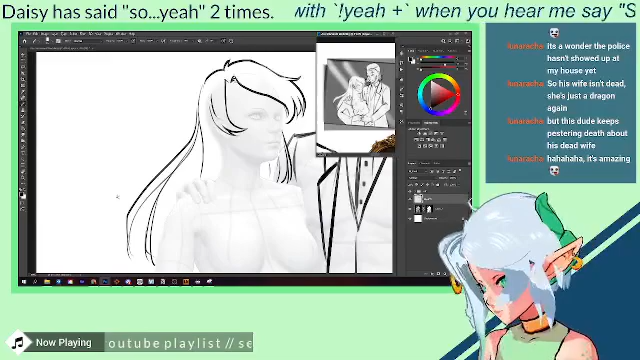 Daisy has said "so...yeah" 2 times.
with `!yeah +` when you hear me say "S
lunaracha: Its a wonder the police
hasn't showed up at
my house yet
lunaracha: So his wife isn't dead,
she's just a dragon
again
lunaracha: but this dude keeps
pestering death about
his dead wife
lunaracha: hahahaha, it's amazing
Now Playing
outube playlist // se